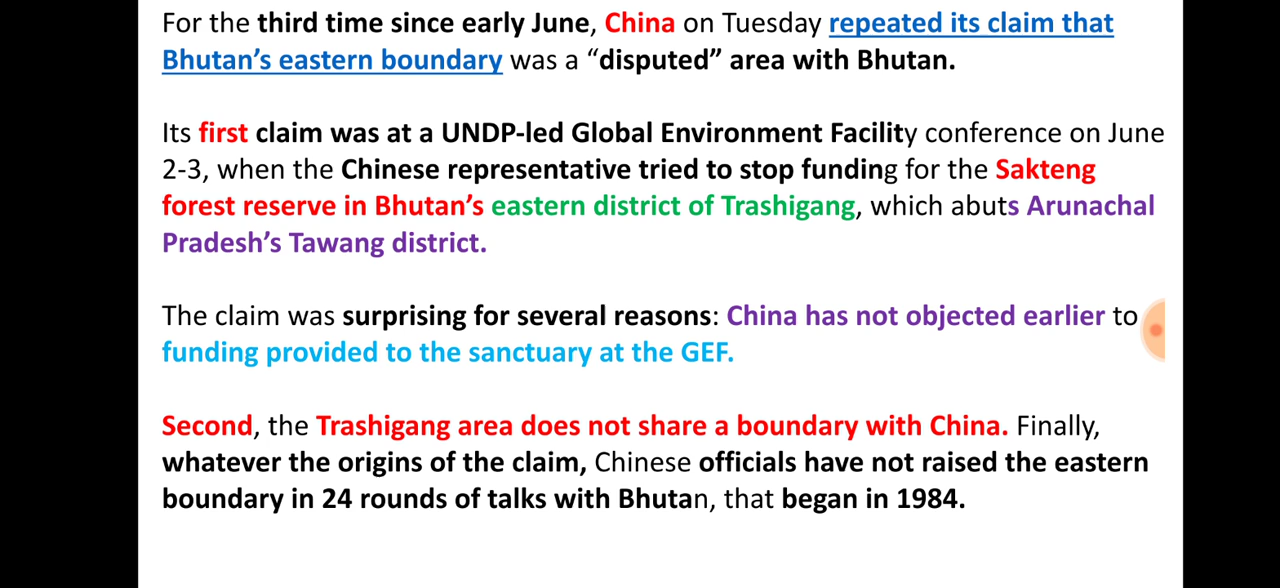 For the third time since early June, China on Tuesday repeated its claim that
Bhutan’s eastern boundary was a “disputed” area with Bhutan.
Its first claim was at a UNDP-led Global Environment Facility conference on June
2-3, when the Chinese representative tried to stop funding for the Sakteng
forest reserve in Bhutan’s eastern district of Trashigang, which abuts Arunachal
Pradesh’s Tawang district.
The claim was surprising for several reasons: China has not objected earlier to
funding provided to the sanctuary at the GEF.
Second, the Trashigang area does not share a boundary with China. Finally,
whatever the origins of the claim, Chinese officials have not raised the eastern
boundary in 24 rounds of talks with Bhutan, that began in 1984.